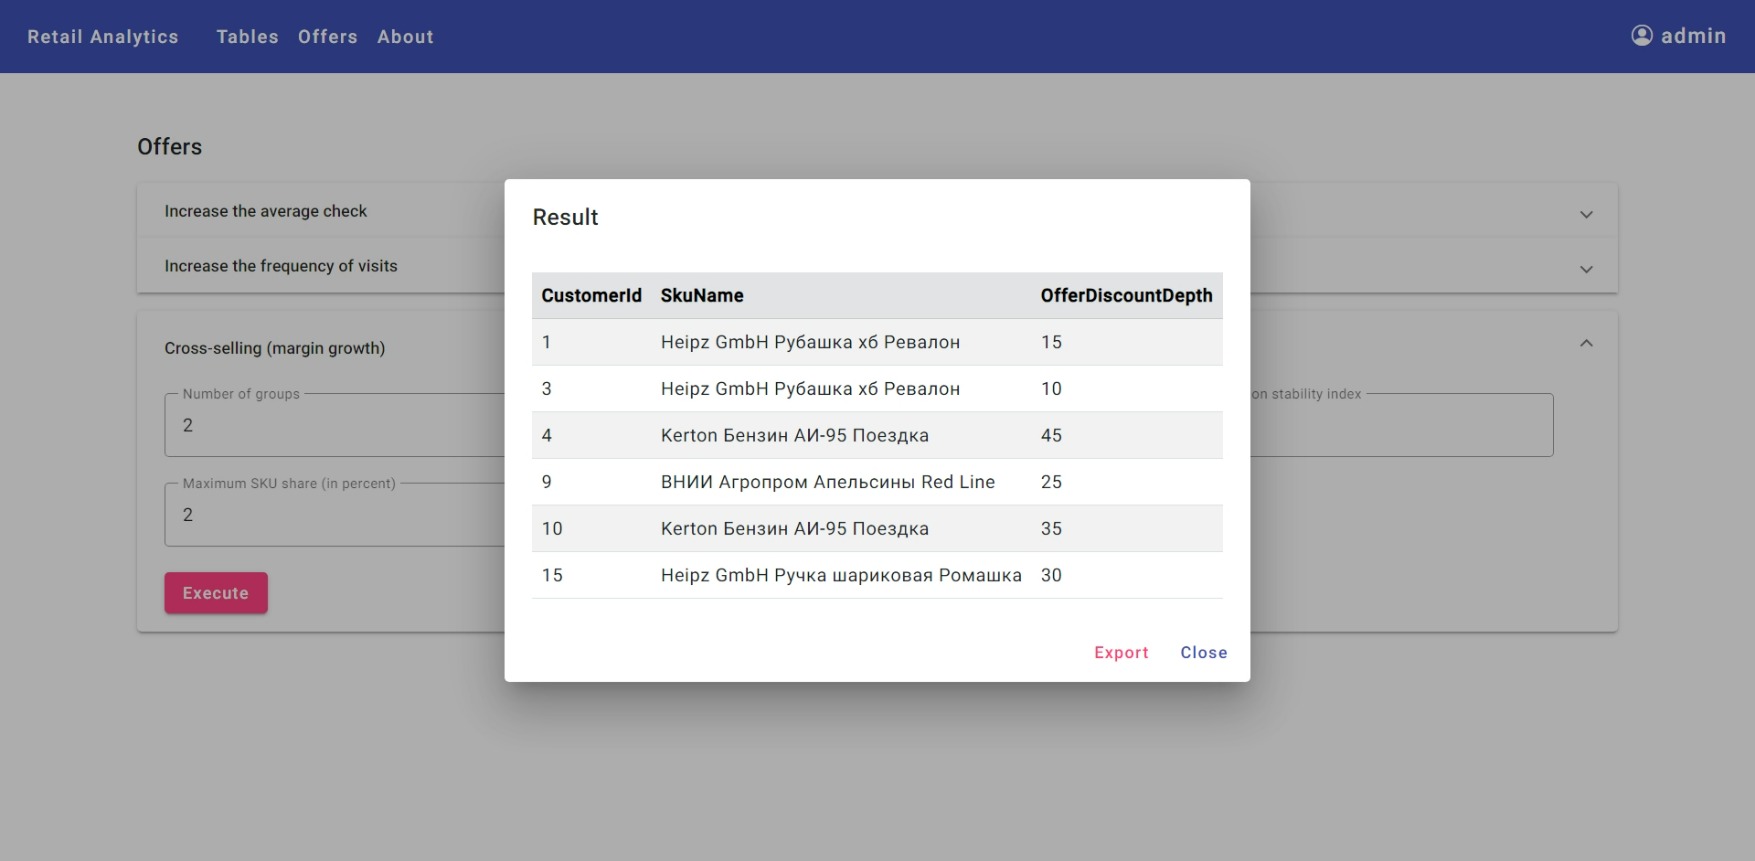 Retail Analytics Tables Offers About admin
Offers
Increase the average check
Increase the frequency of visits
Cross-selling (margin growth)
Number of groups
2
on stability index
Maximum SKU share (in percent)
2
Execute
Result
CustomerId SkuName OfferDiscountDepth
1 Heipz GmbH Рубашка хб Ревалон 15
3 Heipz GmbH Рубашка хб Ревалон 10
4 Kerton Бензин АИ-95 Поездка 45
9 ВНИИ Агропром Апельсины Red Line 25
10 Kerton Бензин АИ-95 Поездка 35
15 Heipz GmbH Ручка шариковая Ромашка 30
Export Close